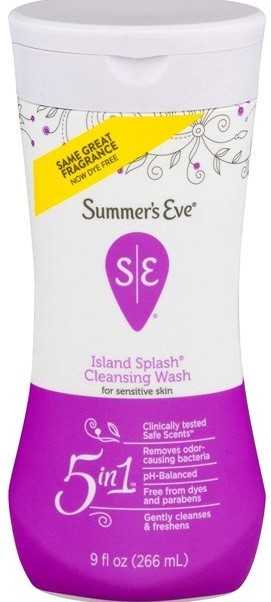 SAME GREAT
FRAGRANCE
NOW DYE FREE
Summer's Eve®
S|E
®
Island Splash®
Cleansing Wash
for sensitive skin
5in1™
Clinically tested
Safe Scents™
Removes odor-
causing bacteria
pH-Balanced
Free from dyes
and parabens
Gently cleanses
& freshens
9 fl oz (266 mL)